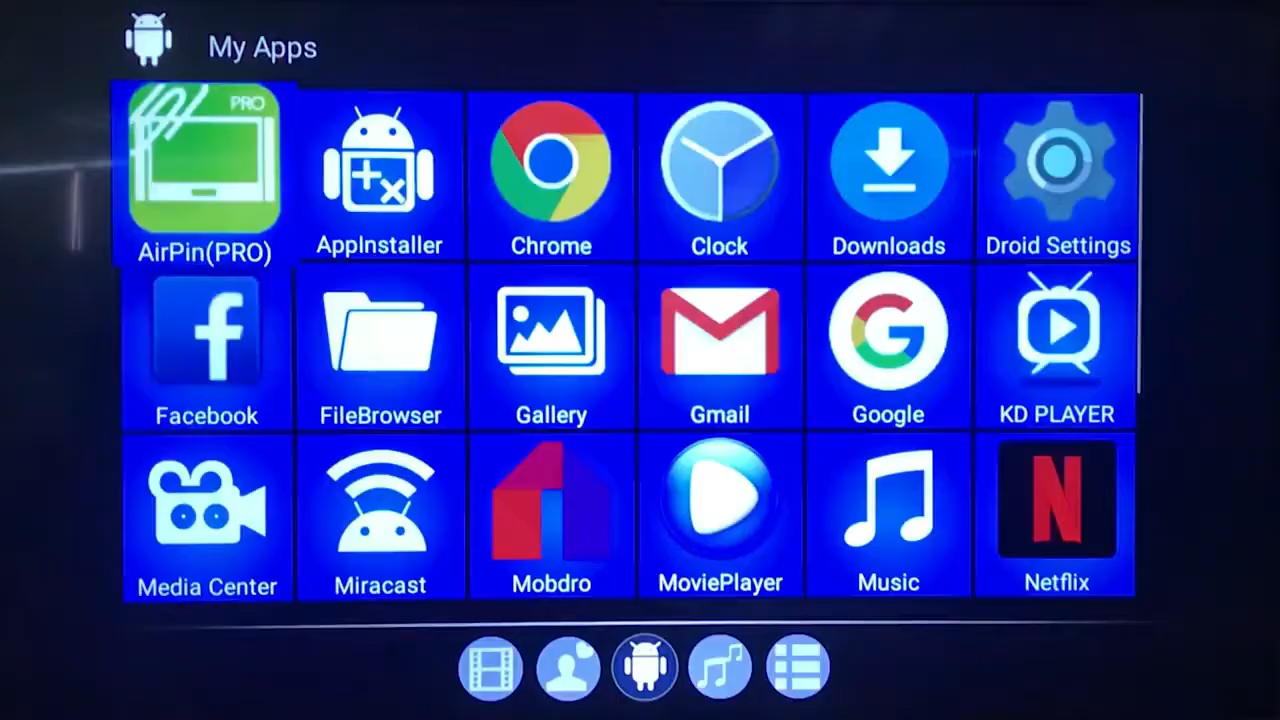 My Apps
PRO
AirPin(PRO)
AppInstaller
Chrome
Clock
Downloads
Droid Settings
Facebook
FileBrowser
Gallery
Gmail
Google
KD PLAYER
Media Center
Miracast
Mobdro
MoviePlayer
Music
Netflix